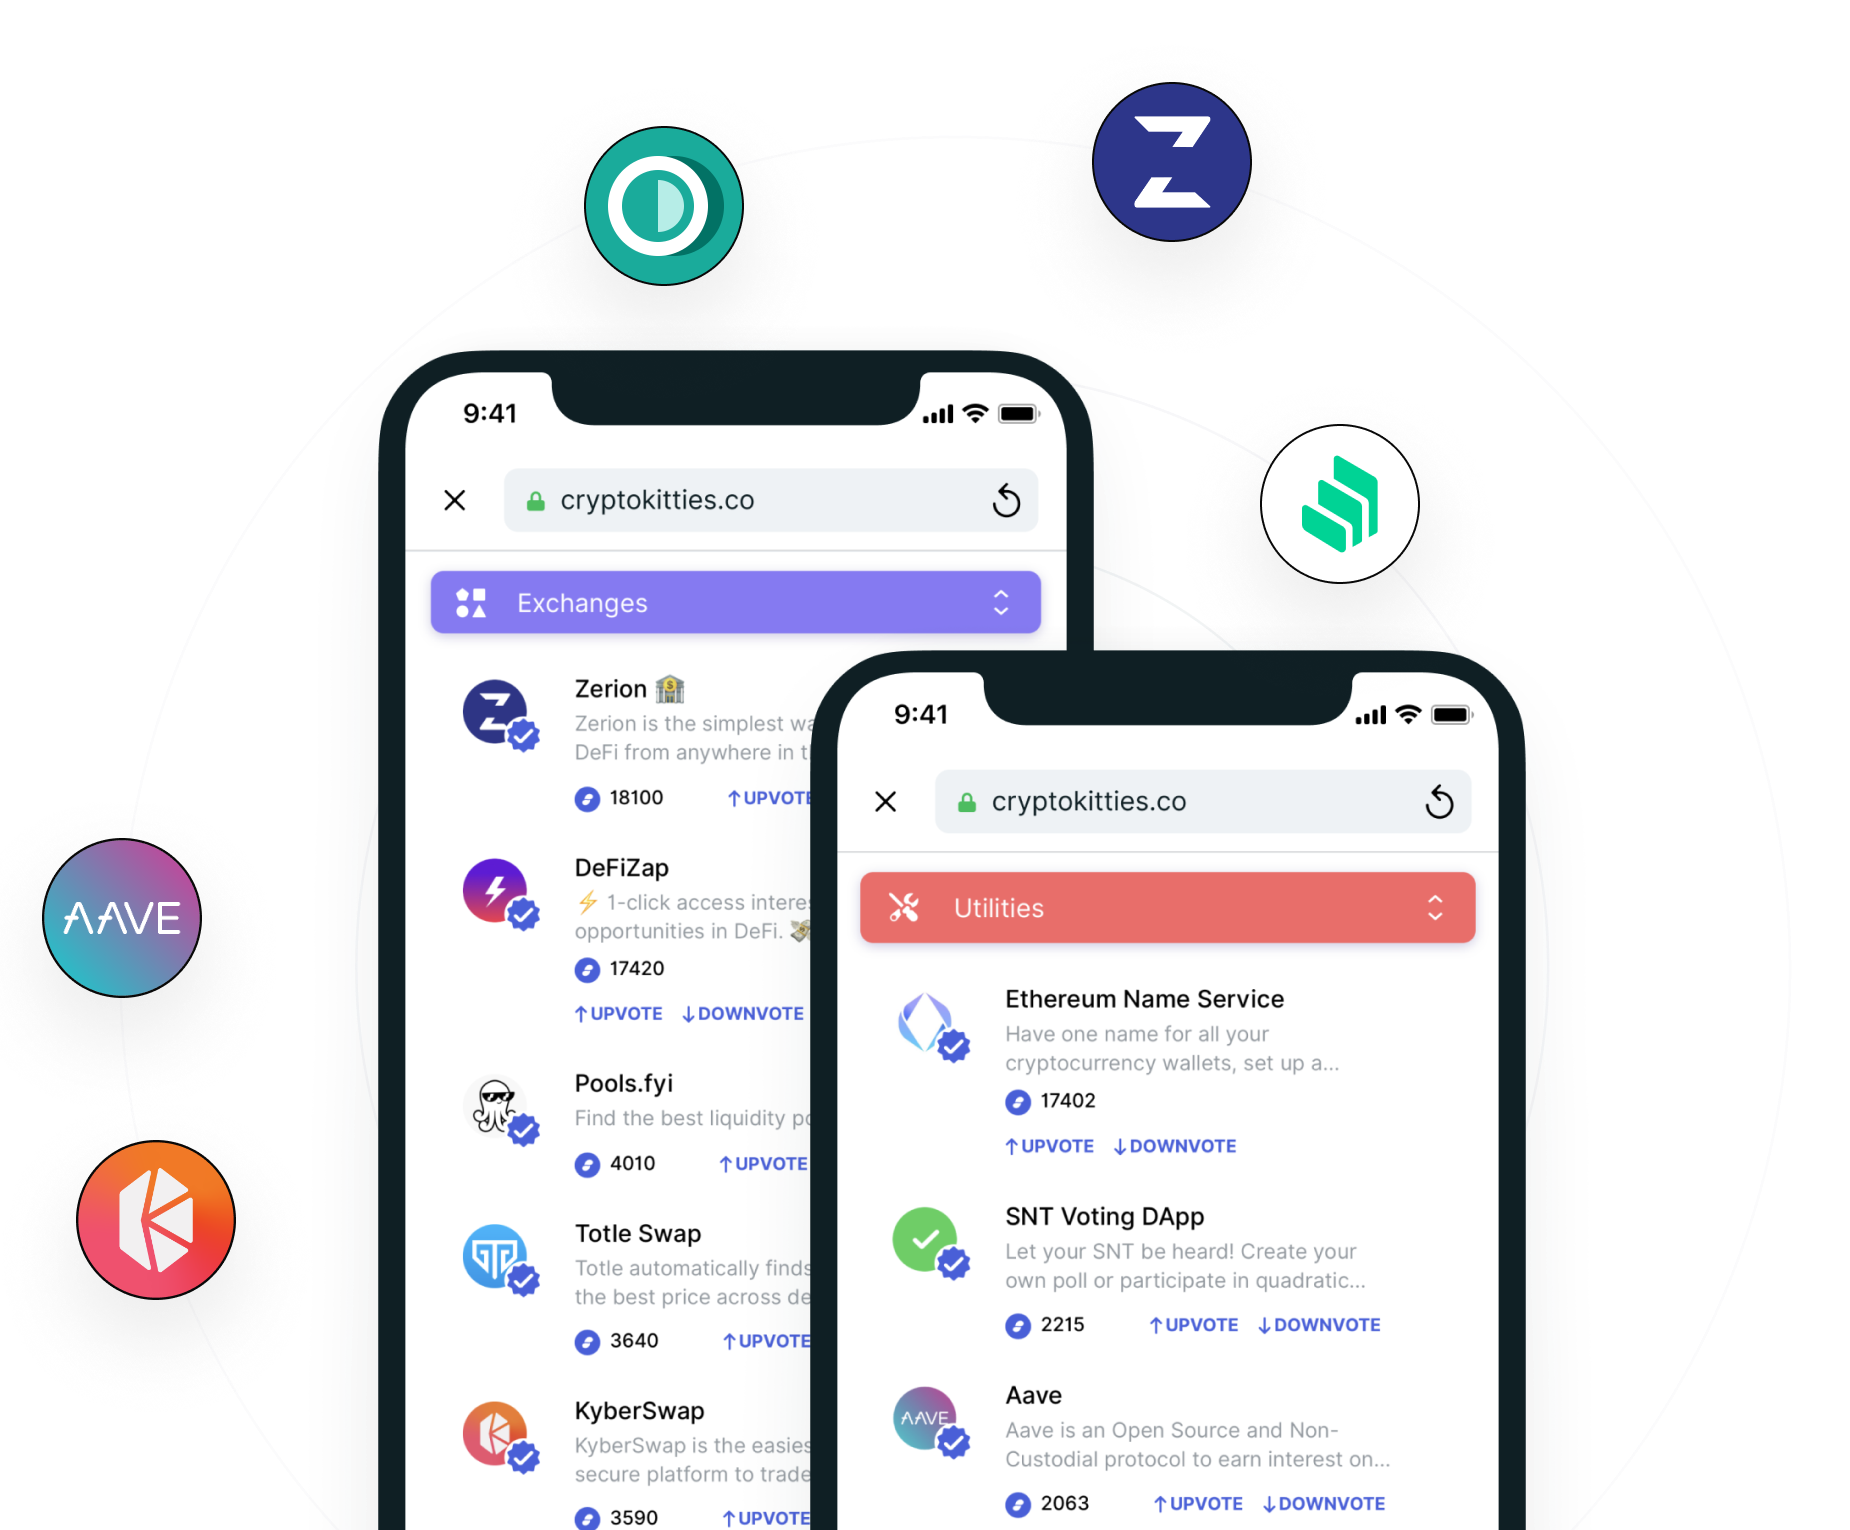 9:41
cryptokitties.co
Exchanges
Zerion
Zerion is the simplest
DeFi from anywhere in
18100
↑UPVOTE
DeFiZap
⚡ 1-click access
opportunities in DeFi. 💸
17420
↑UPVOTE ↓DOWNVOTE
Pools.fyi
Find the best liquidity
4010
↑UPVOTE
Totle Swap
Totle automatically finds
the best price across
3640
↑UPVOTE
KyberSwap
KyberSwap is the
secure platform to trade
3590
↑UPVOTE
9:41
cryptokitties.co
Utilities
Ethereum Name Service
Have one name for all your
cryptocurrency wallets, set up a...
17402
↑UPVOTE ↓DOWNVOTE
SNT Voting DApp
Let your SNT be heard! Create your
own poll or participate in quadratic...
2215 ↑UPVOTE ↓DOWNVOTE
AAVE
Aave
Aave is an Open Source and Non-
Custodial protocol to earn interest on...
2063 ↑UPVOTE ↓DOWNVOTE
AAVE